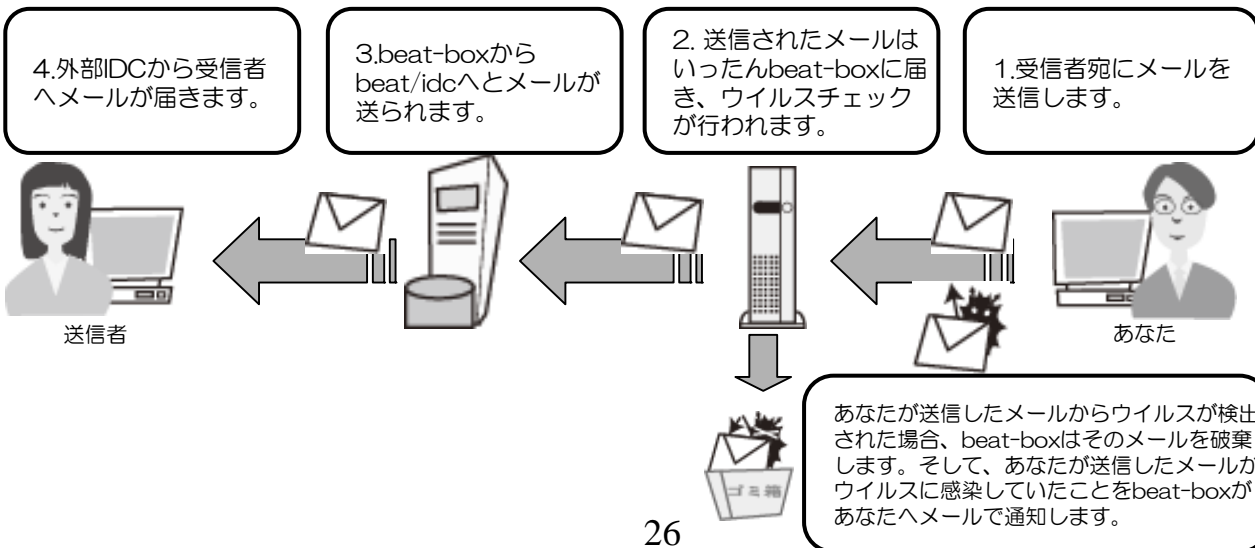 4.外部IDCから受信者
へメールが届きます。
3.beat-boxから
beat/idcへとメールが
送られます。
2. 送信されたメールは
いったんbeat-boxに届
き、ウイルスチェック
が行われます。
1.受信者宛にメールを
送信します。
送信者
あなた
ゴミ箱
あなたが送信したメールからウイルスが検出
された場合、beat-boxはそのメールを破棄
します。そして、あなたが送信したメールが
ウイルスに感染していたことをbeat-boxが
あなたへメールで通知します。
26